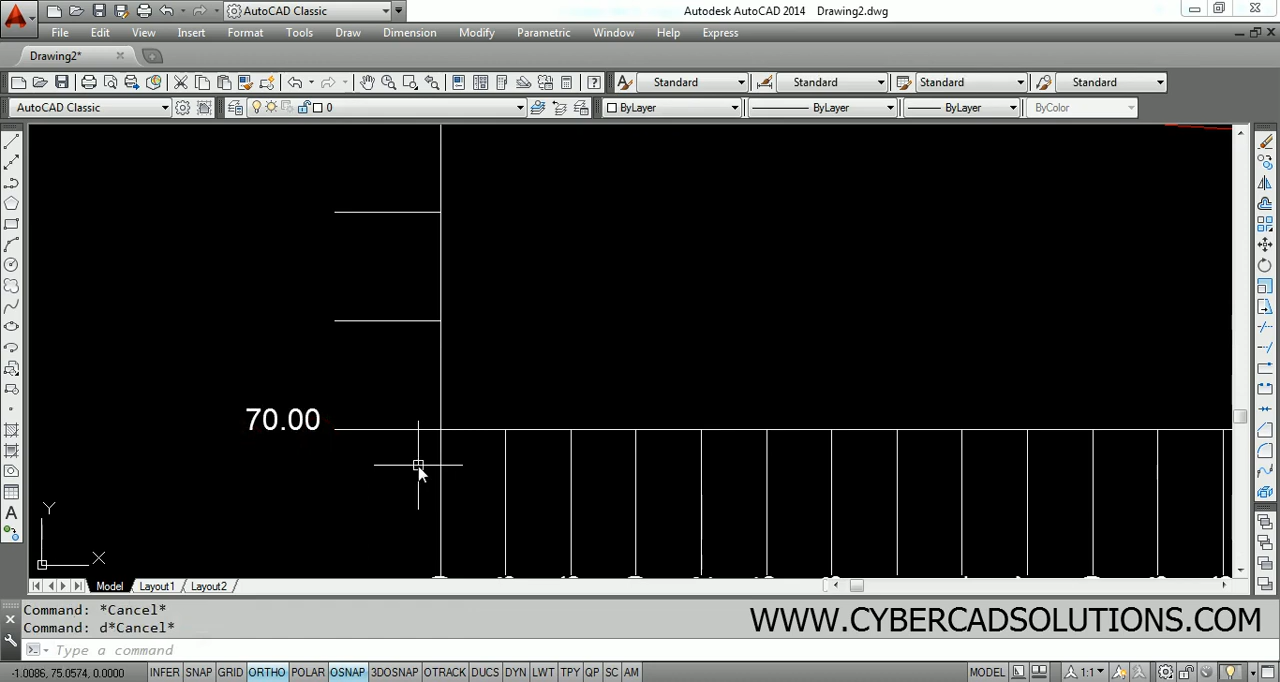 AutoCAD Classic
Autodesk AutoCAD 2014 Drawing2.dwg
File Edit View Insert Format Tools Draw Dimension Modify Parametric Window Help Express
Drawing2*
Standard Standard Standard Standard
AutoCAD Classic 0 ByLayer ByLayer ByLayer ByColor
70.00
Y
X
Model Layout1 Layout2
Command: *Cancel*
Command: d*Cancel*
Type a command
WWW.CYBERCADSOLUTIONS.COM
-1.0086, 75.0574, 0.0000 INFER SNAP GRID ORTHO POLAR OSNAP 3DOSNAP OTRACK DUCS DYN LWT TPY QP SC AM MODEL 1:1